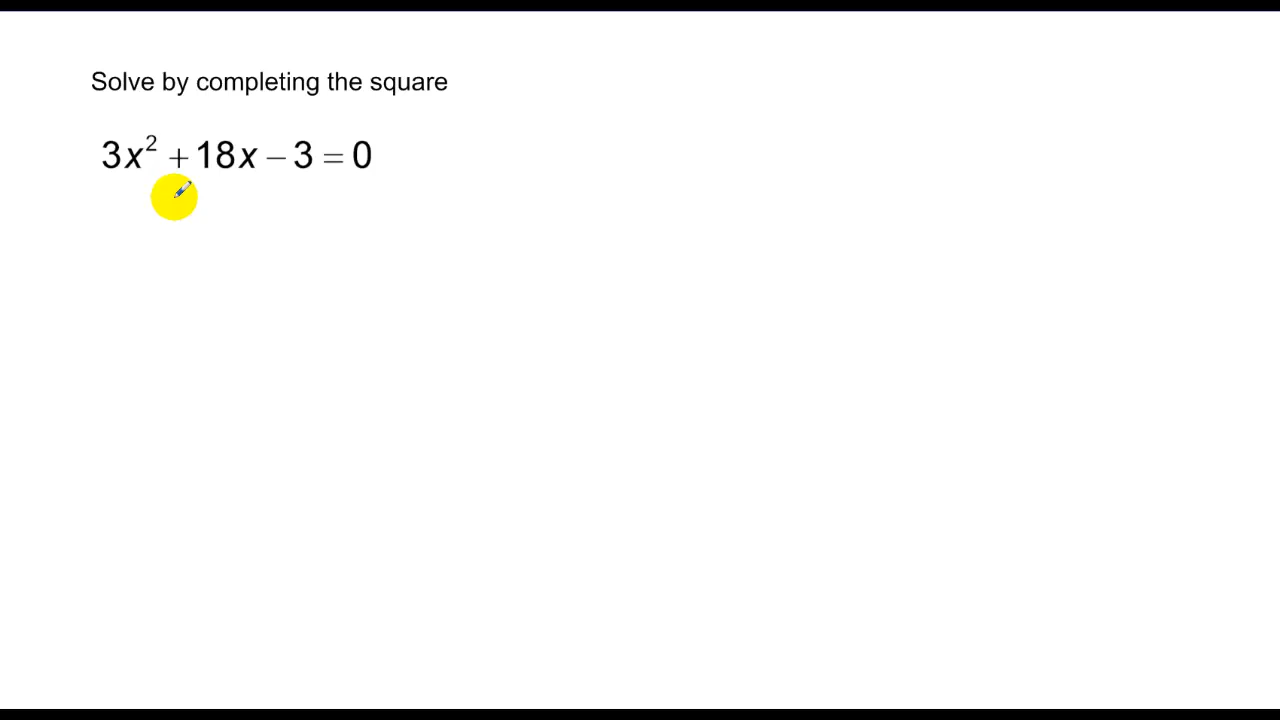 Solve by completing the square
3x² + 18x − 3 = 0